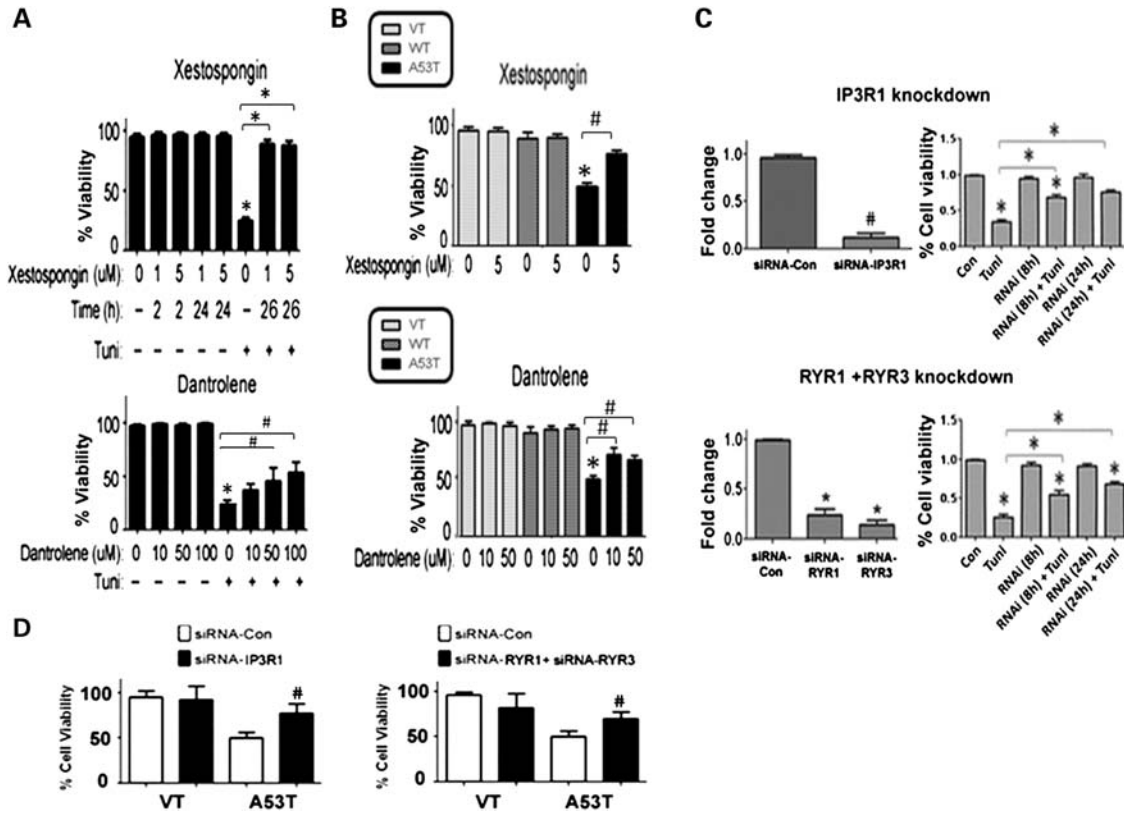 A
Xestospongin
*
*
*
% Viability
100
50
0
Xestospongin (uM): 0 1 5 1 5 0 1 5
Time (h): – 2 2 24 24 – 26 26
Tuni: – – – – – + + +
Dantrolene
#
#
*
% Viability
100
50
0
Dantrolene (uM): 0 10 50 100 0 10 50 100
Tuni: – – – – + + + +
B
VT
WT
A53T
Xestospongin
#
*
% Viability
100
50
0
Xestospongin (uM): 0 5 0 5 0 5
VT
WT
A53T
Dantrolene
#
#
*
% Viability
100
50
0
Dantrolene (uM): 0 10 50 0 10 50 0 10 50
C
IP3R1 knockdown
Fold change
1.0
0.5
0.0
#
siRNA-Con siRNA-IP3R1
% Cell viability
1.5
1.0
0.5
0.0
*
*
*
*
Con Tuni RNAi (8h) RNAi (8h) + Tuni RNAi (24h) RNAi (24h) + Tuni
RYR1 +RYR3 knockdown
Fold change
1.0
0.5
0.0
*
*
siRNA-Con siRNA-RYR1 siRNA-RYR3
% Cell viability
1.5
1.0
0.5
0.0
*
*
*
*
*
Con Tuni RNAi (8h) RNAi (8h) + Tuni RNAi (24h) RNAi (24h) + Tuni
D
siRNA-Con
siRNA-IP3R1
% Cell Viability
100
50
0
#
VT A53T
siRNA-Con
siRNA-RYR1+ siRNA-RYR3
% Cell Viability
100
50
0
#
VT A53T